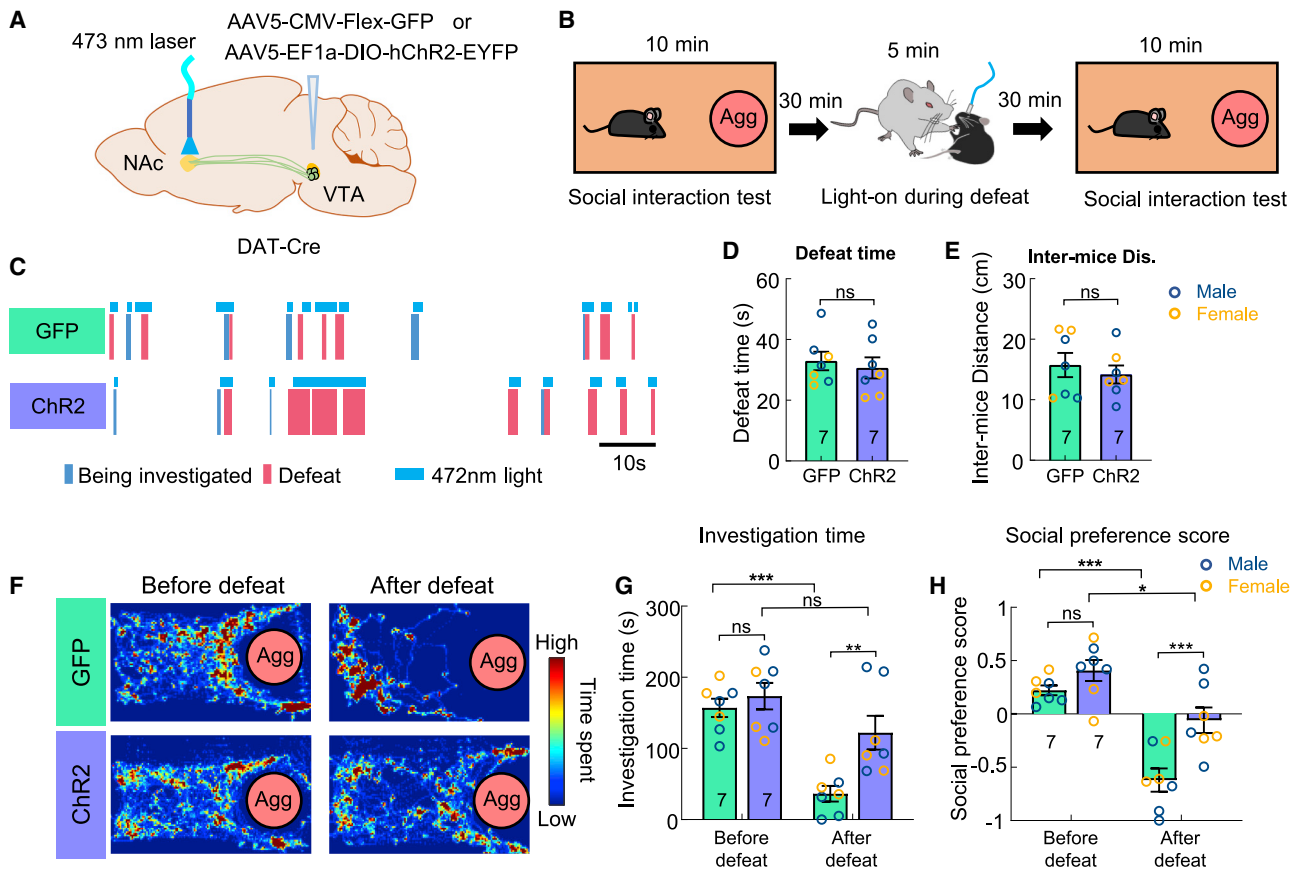 A
AAV5-CMV-Flex-GFP or
AAV5-EF1a-DIO-hChR2-EYFP
473 nm laser
NAc
VTA
DAT-Cre
B
10 min
5 min
10 min
30 min
30 min
Agg
Agg
Social interaction test
Light-on during defeat
Social interaction test
C
GFP
ChR2
10s
Being investigated
Defeat
472nm light
D
Defeat time
Defeat time (s)
60
40
20
0
ns
7
7
GFP
ChR2
E
Inter-mice Dis.
Inter-mice Distance (cm)
30
20
10
0
ns
7
7
GFP
ChR2
Male
Female
F
Before defeat
After defeat
GFP
ChR2
Agg
Agg
Agg
Agg
High
Time spent
Low
G
Investigation time
Investigation time (s)
300
200
100
0
***
ns
ns
**
7
7
Before
defeat
After
defeat
H
Social preference score
Male
Female
Social preference score
1
0.5
0
-0.5
-1
***
*
ns
***
7
7
Before
defeat
After
defeat